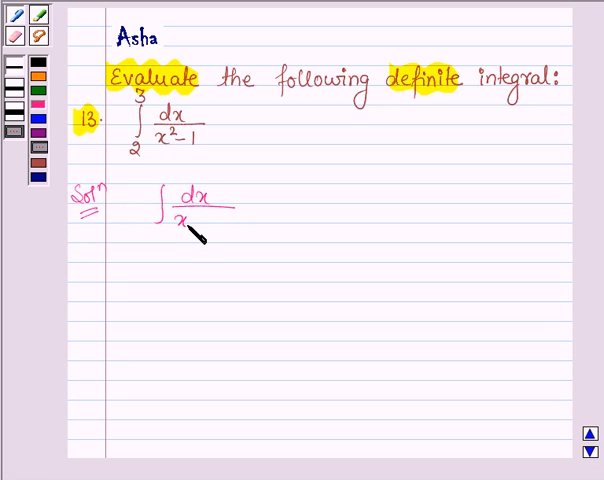 Asha
Evaluate the following definite integral:
13. ∫₂³ dx/(x²-1)
Solⁿ ∫ dx/x